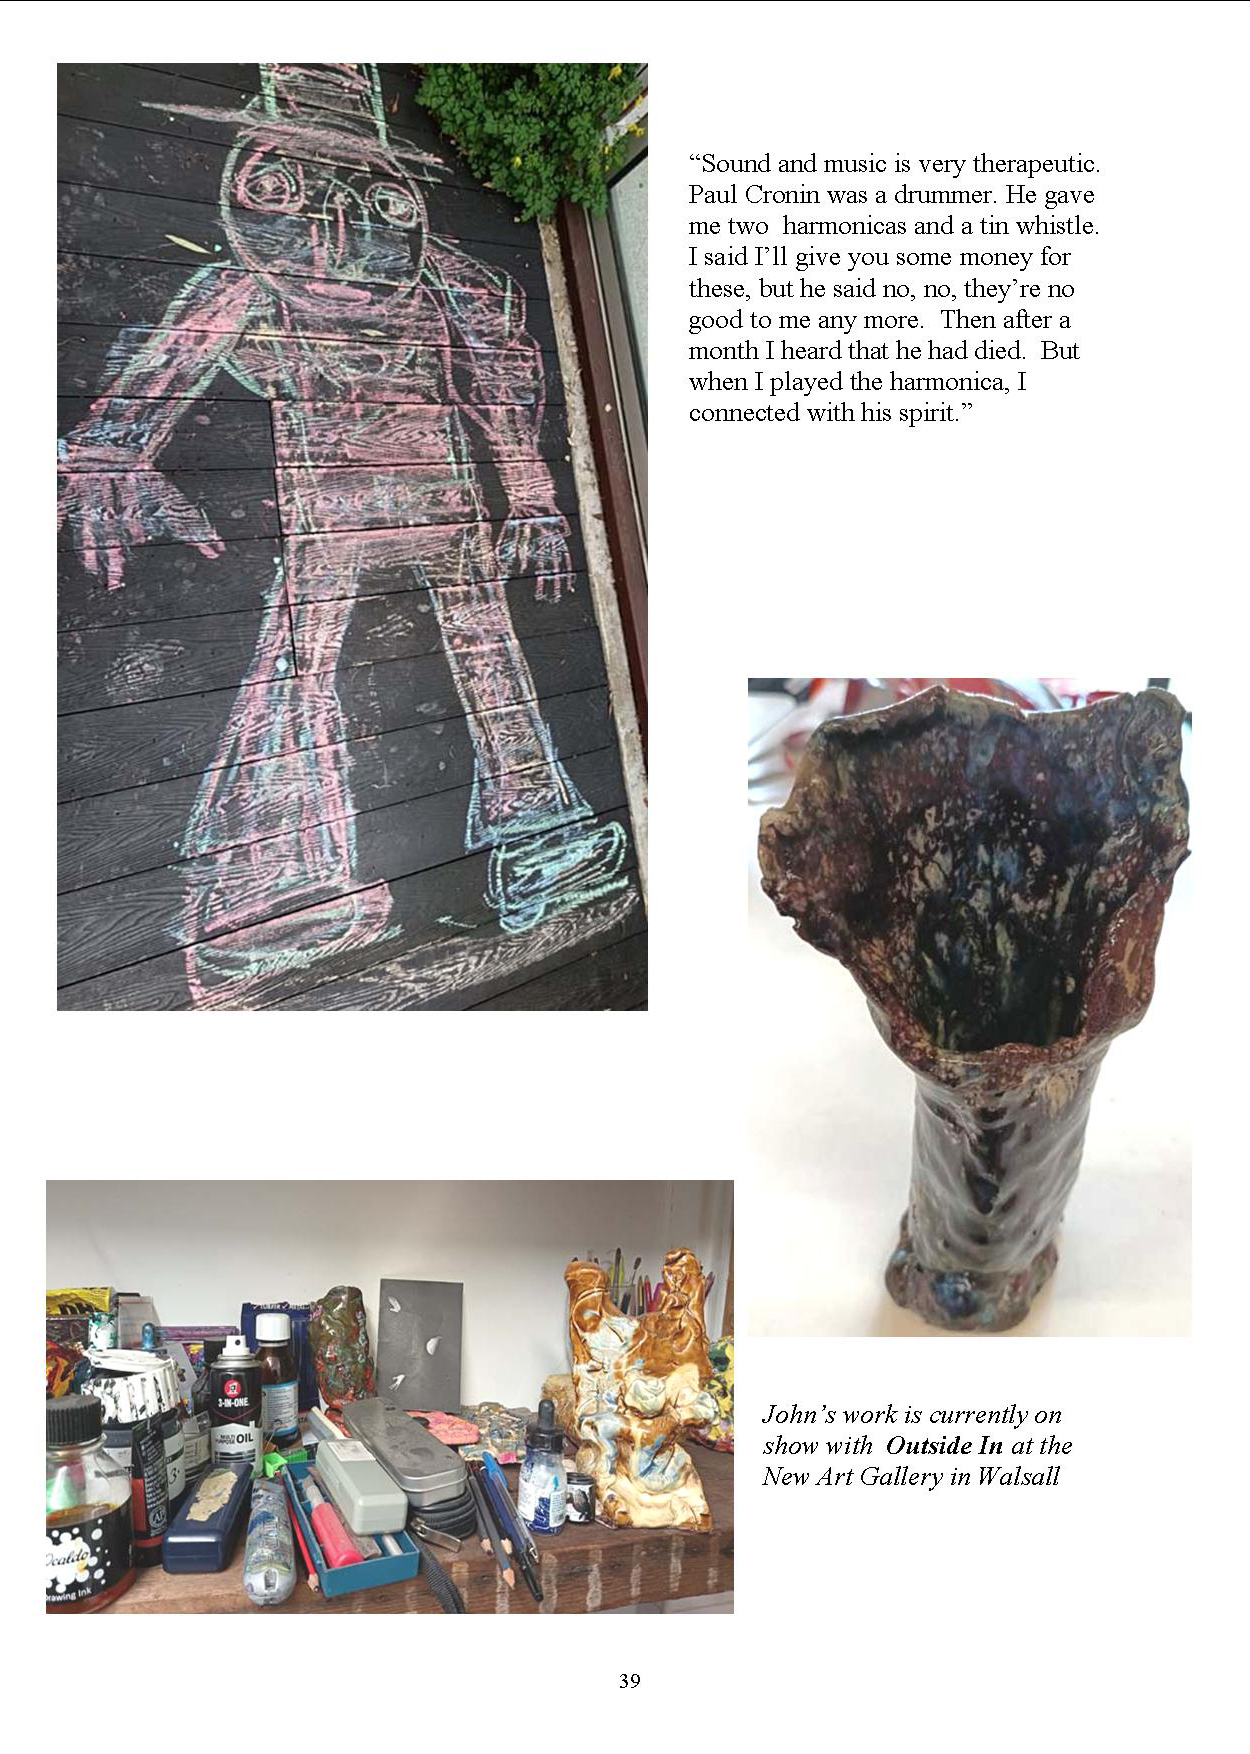 “Sound and music is very therapeutic.
Paul Cronin was a drummer. He gave
me two  harmonicas and a tin whistle.
I said I’ll give you some money for
these, but he said no, no, they’re no
good to me any more.  Then after a
month I heard that he had died.  But
when I played the harmonica, I
connected with his spirit.”
3-IN-ONE
MULTI
PURPOSE OIL
Ocaldo
Drawing Ink
John’s work is currently on
show with  Outside In at the
New Art Gallery in Walsall
39